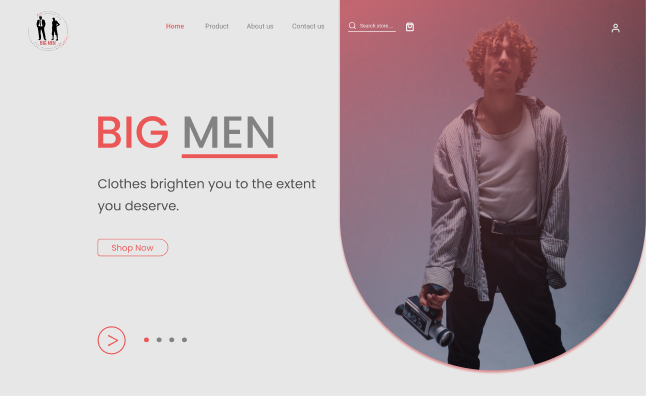 BIG MEN
Home Product About us Contact us Search store...
BIG MEN
Clothes brighten you to the extent
you deserve.
Shop Now